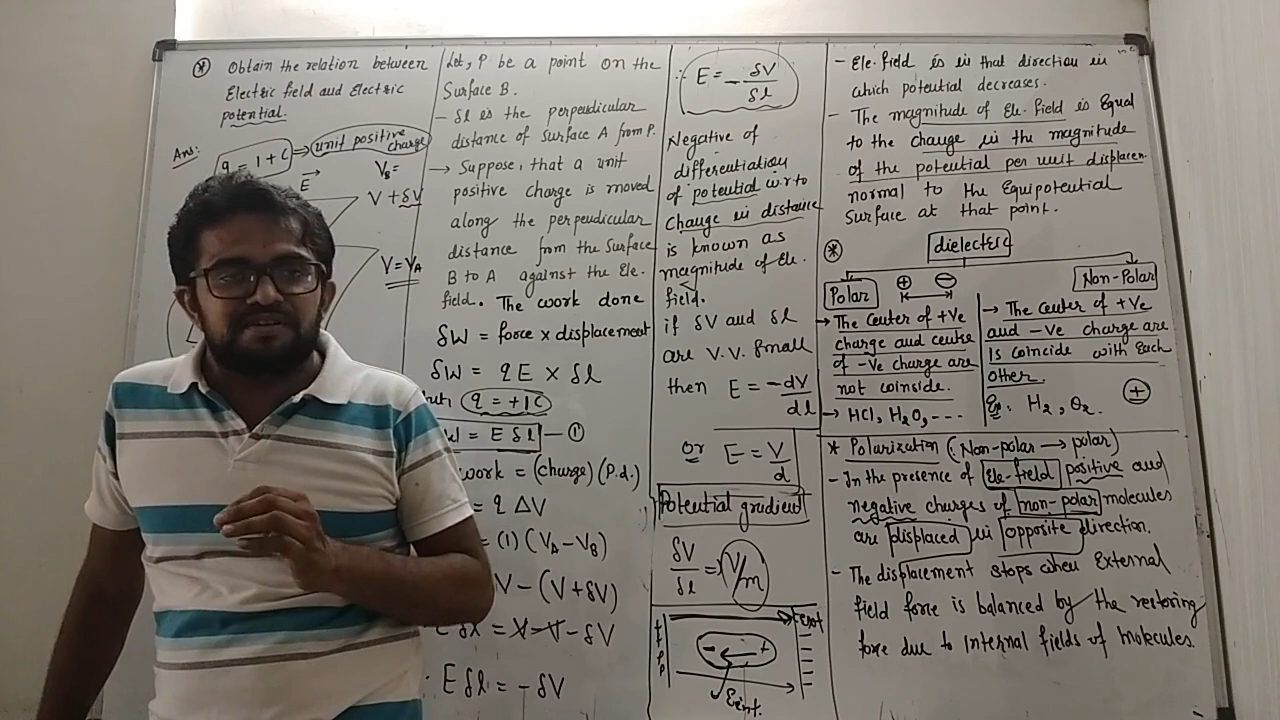 * Obtain the relation between
Electric field and Electric
potential.
Ans:
q = 1+C ⇒ unit positive
charge
E
V_B =
V + δV
V = V_A
Let, P be a point on the
Surface B.
- δl is the perpendicular
distance of Surface A from P.
→ Suppose, that a unit
positive charge is moved
along the perpendicular
distance from the Surface
B to A against the Ele.
field. The work done
δW = force × displacement
δW = qE × δl
q = +1C
= E δl — ①
work = (charge) (P.d.)
= q ΔV
= (1) (V_A − V_B)
V − (V + δV)
E δl = V − V − δV
E δl = − δV
∴ E = − δV/δl
Negative of
differentiation
of potential w.r to
Change in distance
is known as
magnitude of Ele.
field.
if δV and δl
are V.V. Small
then E = −dV/dl
or E = V/d
Potential gradient
δV/δl ⇒ V/m
Eext
- ← +
Eint.
- Ele. field is in that direction in
which potential decreases.
- The magnitude of Ele. field is Equal
to the change in the magnitude
of the potential per unit displacen.
normal to the Equipotential
Surface at that point.
* dielectric
Polar
+ −
→ The Center of +Ve
charge and centre
of -Ve charge are
not coinside.
→ HCl, H₂O, ---
Non-Polar
→ The Center of +Ve
and -Ve charge are
is coincide with Each
other.
Eg: H₂, O₂. ±
* Polarization (Non-polar → polar)
- In the presence of Ele-field positive and
negative charges of non-polar molecules
are displaced in opposite direction.
- The displacement stops when External
field force is balanced by the restoring
force due to internal fields of molecules.